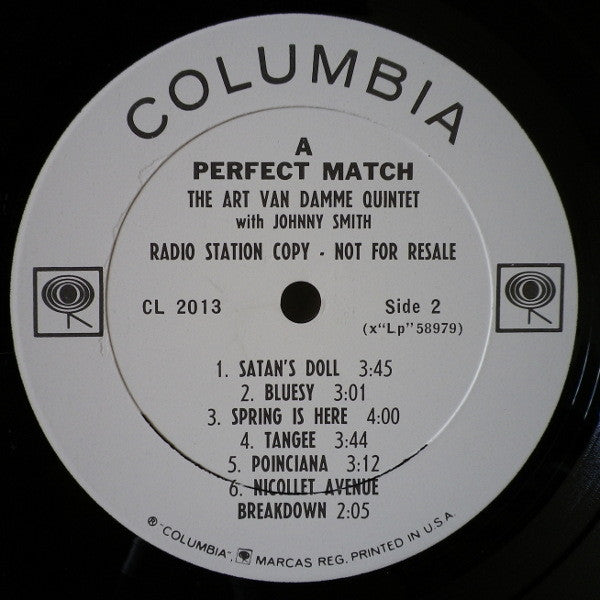 COLUMBIA
A
PERFECT MATCH
THE ART VAN DAMME QUINTET
with JOHNNY SMITH
RADIO STATION COPY - NOT FOR RESALE
CL 2013
Side 2
(x"Lp"58979)
1. SATAN'S DOLL 3:45
2. BLUESY 3:01
3. SPRING IS HERE 4:00
4. TANGEE 3:44
5. POINCIANA 3:12
6. NICOLLET AVENUE
BREAKDOWN 2:05
® "COLUMBIA", MARCAS REG. PRINTED IN U.S.A.